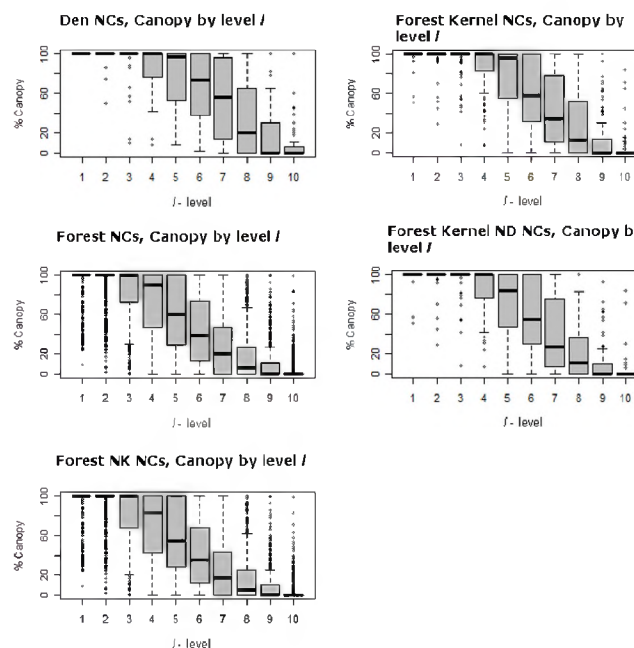 Den NCs, Canopy by level l
% Canopy
0 20 60 100
1 2 3 4 5 6 7 8 9 10
l - level
Forest Kernel NCs, Canopy by
level l
% Canopy
0 20 60 100
1 2 3 4 5 6 7 8 9 10
l - level
Forest NCs, Canopy by level l
% Canopy
0 20 60 100
1 2 3 4 5 6 7 8 9 10
l - level
Forest Kernel ND NCs, Canopy b
level l
% Canopy
0 20 60 100
1 2 3 4 5 6 7 8 9 10
l - level
Forest NK NCs, Canopy by level l
% Canopy
0 20 60 100
1 2 3 4 5 6 7 8 9 10
l - level